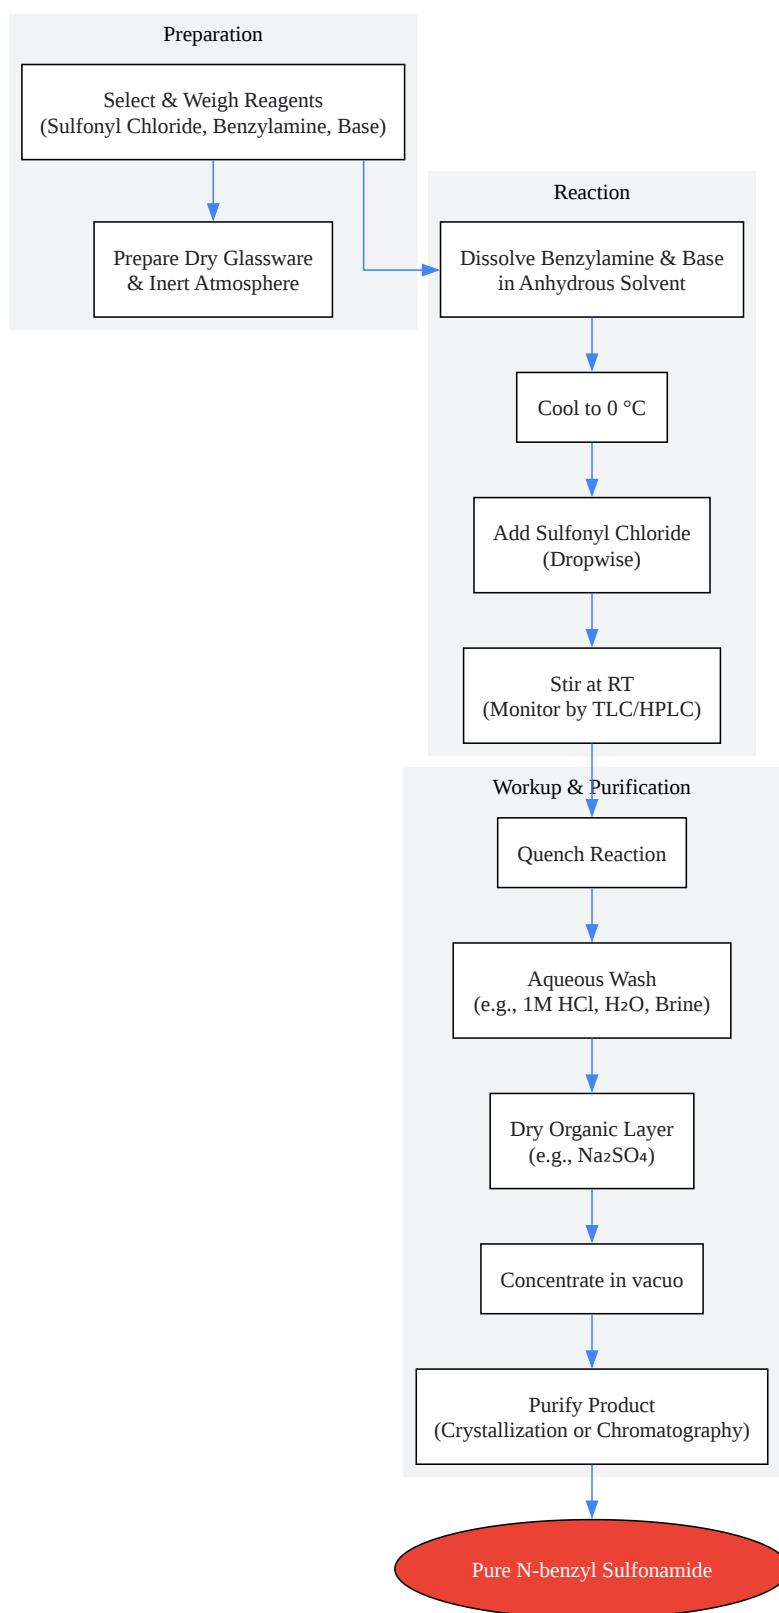 Preparation
Select & Weigh Reagents
(Sulfonyl Chloride, Benzylamine, Base)
Prepare Dry Glassware
& Inert Atmosphere
Reaction
Dissolve Benzylamine & Base
in Anhydrous Solvent
Cool to 0 °C
Add Sulfonyl Chloride
(Dropwise)
Stir at RT
(Monitor by TLC/HPLC)
Workup & Purification
Quench Reaction
Aqueous Wash
(e.g., 1M HCl, H₂O, Brine)
Dry Organic Layer
(e.g., Na₂SO₄)
Concentrate in vacuo
Purify Product
(Crystallization or Chromatography)
Pure N-benzyl Sulfonamide